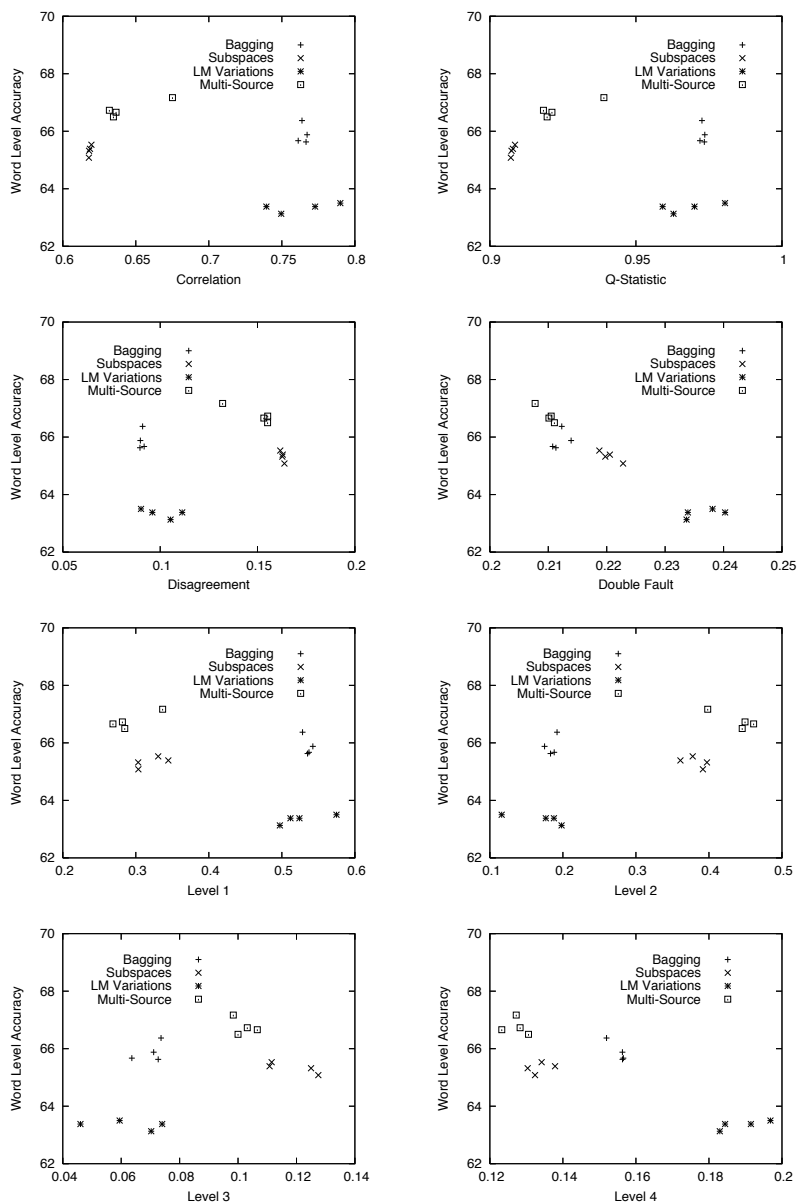 70
68
66
64
62
0.6 0.65 0.7 0.75 0.8
Word Level Accuracy
Correlation
Bagging
Subspaces
LM Variations
Multi-Source
70
68
66
64
62
0.9 0.95 1
Word Level Accuracy
Q-Statistic
Bagging
Subspaces
LM Variations
Multi-Source
70
68
66
64
62
0.05 0.1 0.15 0.2
Word Level Accuracy
Disagreement
Bagging
Subspaces
LM Variations
Multi-Source
70
68
66
64
62
0.2 0.21 0.22 0.23 0.24 0.25
Word Level Accuracy
Double Fault
Bagging
Subspaces
LM Variations
Multi-Source
70
68
66
64
62
0.2 0.3 0.4 0.5 0.6
Word Level Accuracy
Level 1
Bagging
Subspaces
LM Variations
Multi-Source
70
68
66
64
62
0.1 0.2 0.3 0.4 0.5
Word Level Accuracy
Level 2
Bagging
Subspaces
LM Variations
Multi-Source
70
68
66
64
62
0.04 0.06 0.08 0.1 0.12 0.14
Word Level Accuracy
Level 3
Bagging
Subspaces
LM Variations
Multi-Source
70
68
66
64
62
0.12 0.14 0.16 0.18 0.2
Word Level Accuracy
Level 4
Bagging
Subspaces
LM Variations
Multi-Source